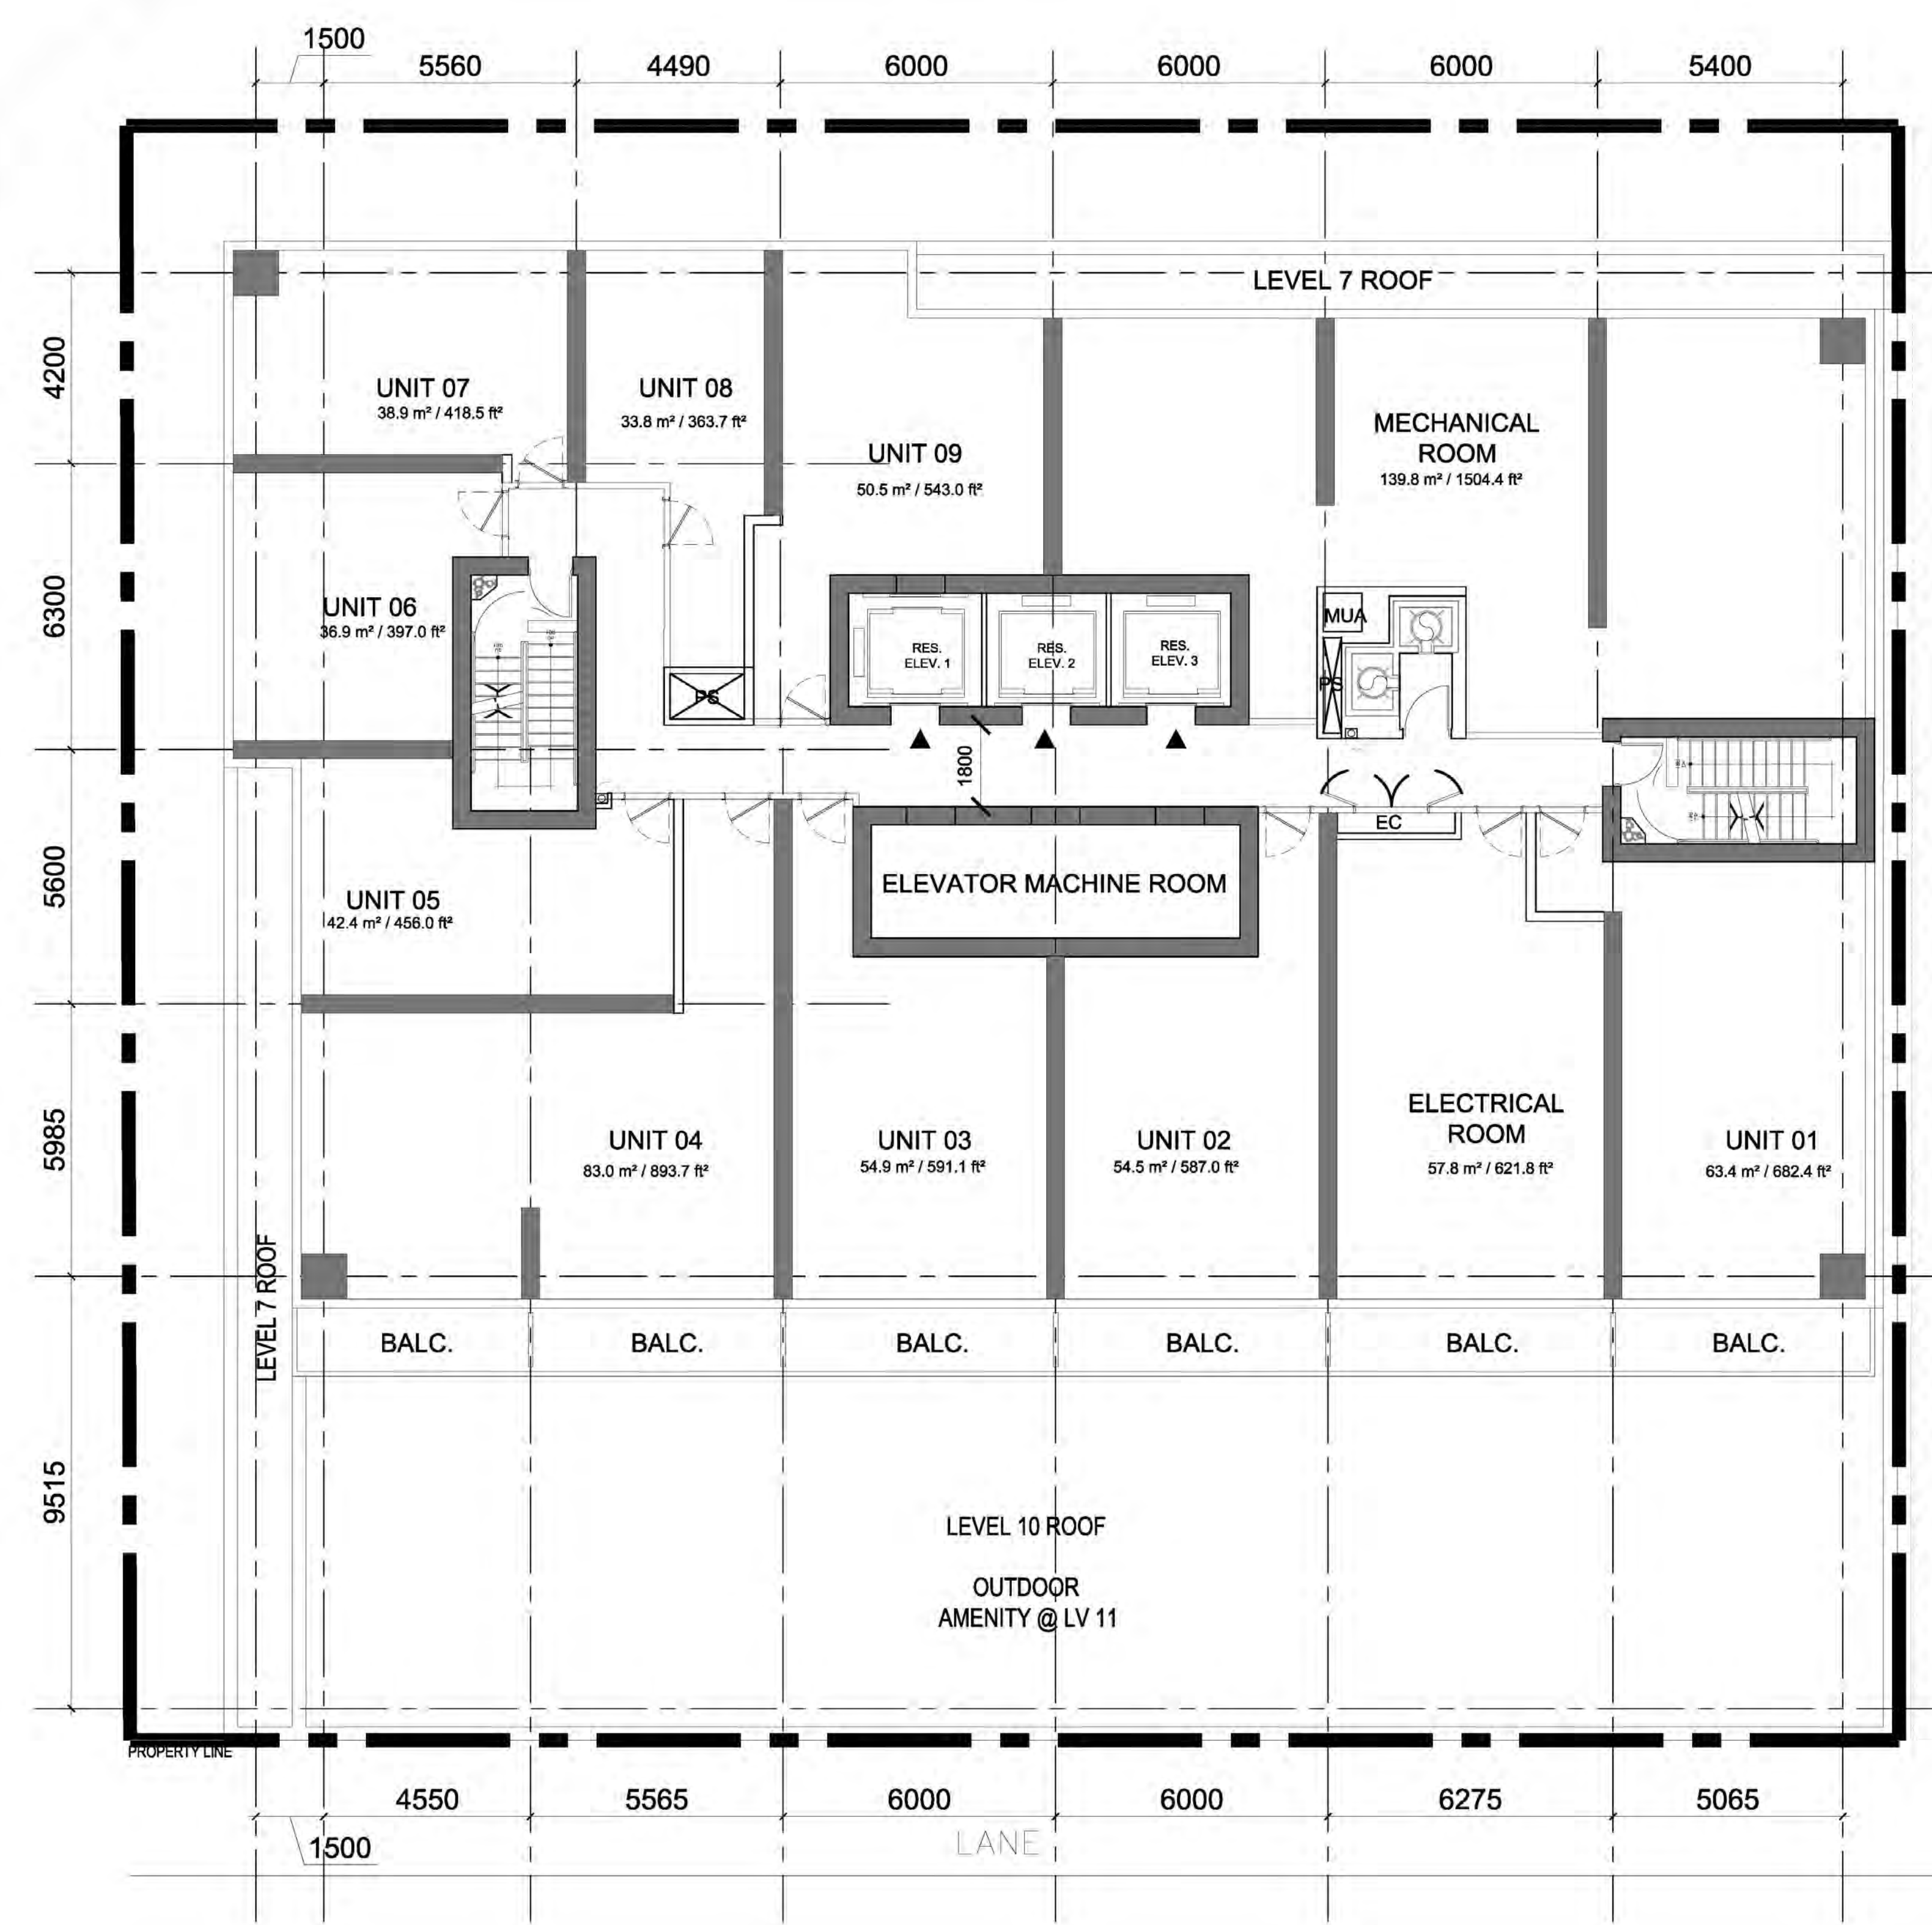 1500
5560
4490
6000
6000
6000
5400
LEVEL 7 ROOF
4200
6300
5600
5985
9515
UNIT 07
38.9 m² / 418.5 ft²
UNIT 08
33.8 m² / 363.7 ft²
UNIT 09
50.5 m² / 543.0 ft²
MECHANICAL
ROOM
139.8 m² / 1504.4 ft²
UNIT 06
36.9 m² / 397.0 ft²
RES.
ELEV. 1
RES.
ELEV. 2
RES.
ELEV. 3
MUA
PS
PS
1800
EC
ELEVATOR MACHINE ROOM
UNIT 05
42.4 m² / 456.0 ft²
UNIT 04
83.0 m² / 893.7 ft²
UNIT 03
54.9 m² / 591.1 ft²
UNIT 02
54.5 m² / 587.0 ft²
ELECTRICAL
ROOM
57.8 m² / 621.8 ft²
UNIT 01
63.4 m² / 682.4 ft²
LEVEL 7 ROOF
BALC.
BALC.
BALC.
BALC.
BALC.
BALC.
LEVEL 10 ROOF
OUTDOOR
AMENITY @ LV 11
PROPERTY LINE
4550
5565
6000
6000
6275
5065
1500
LANE